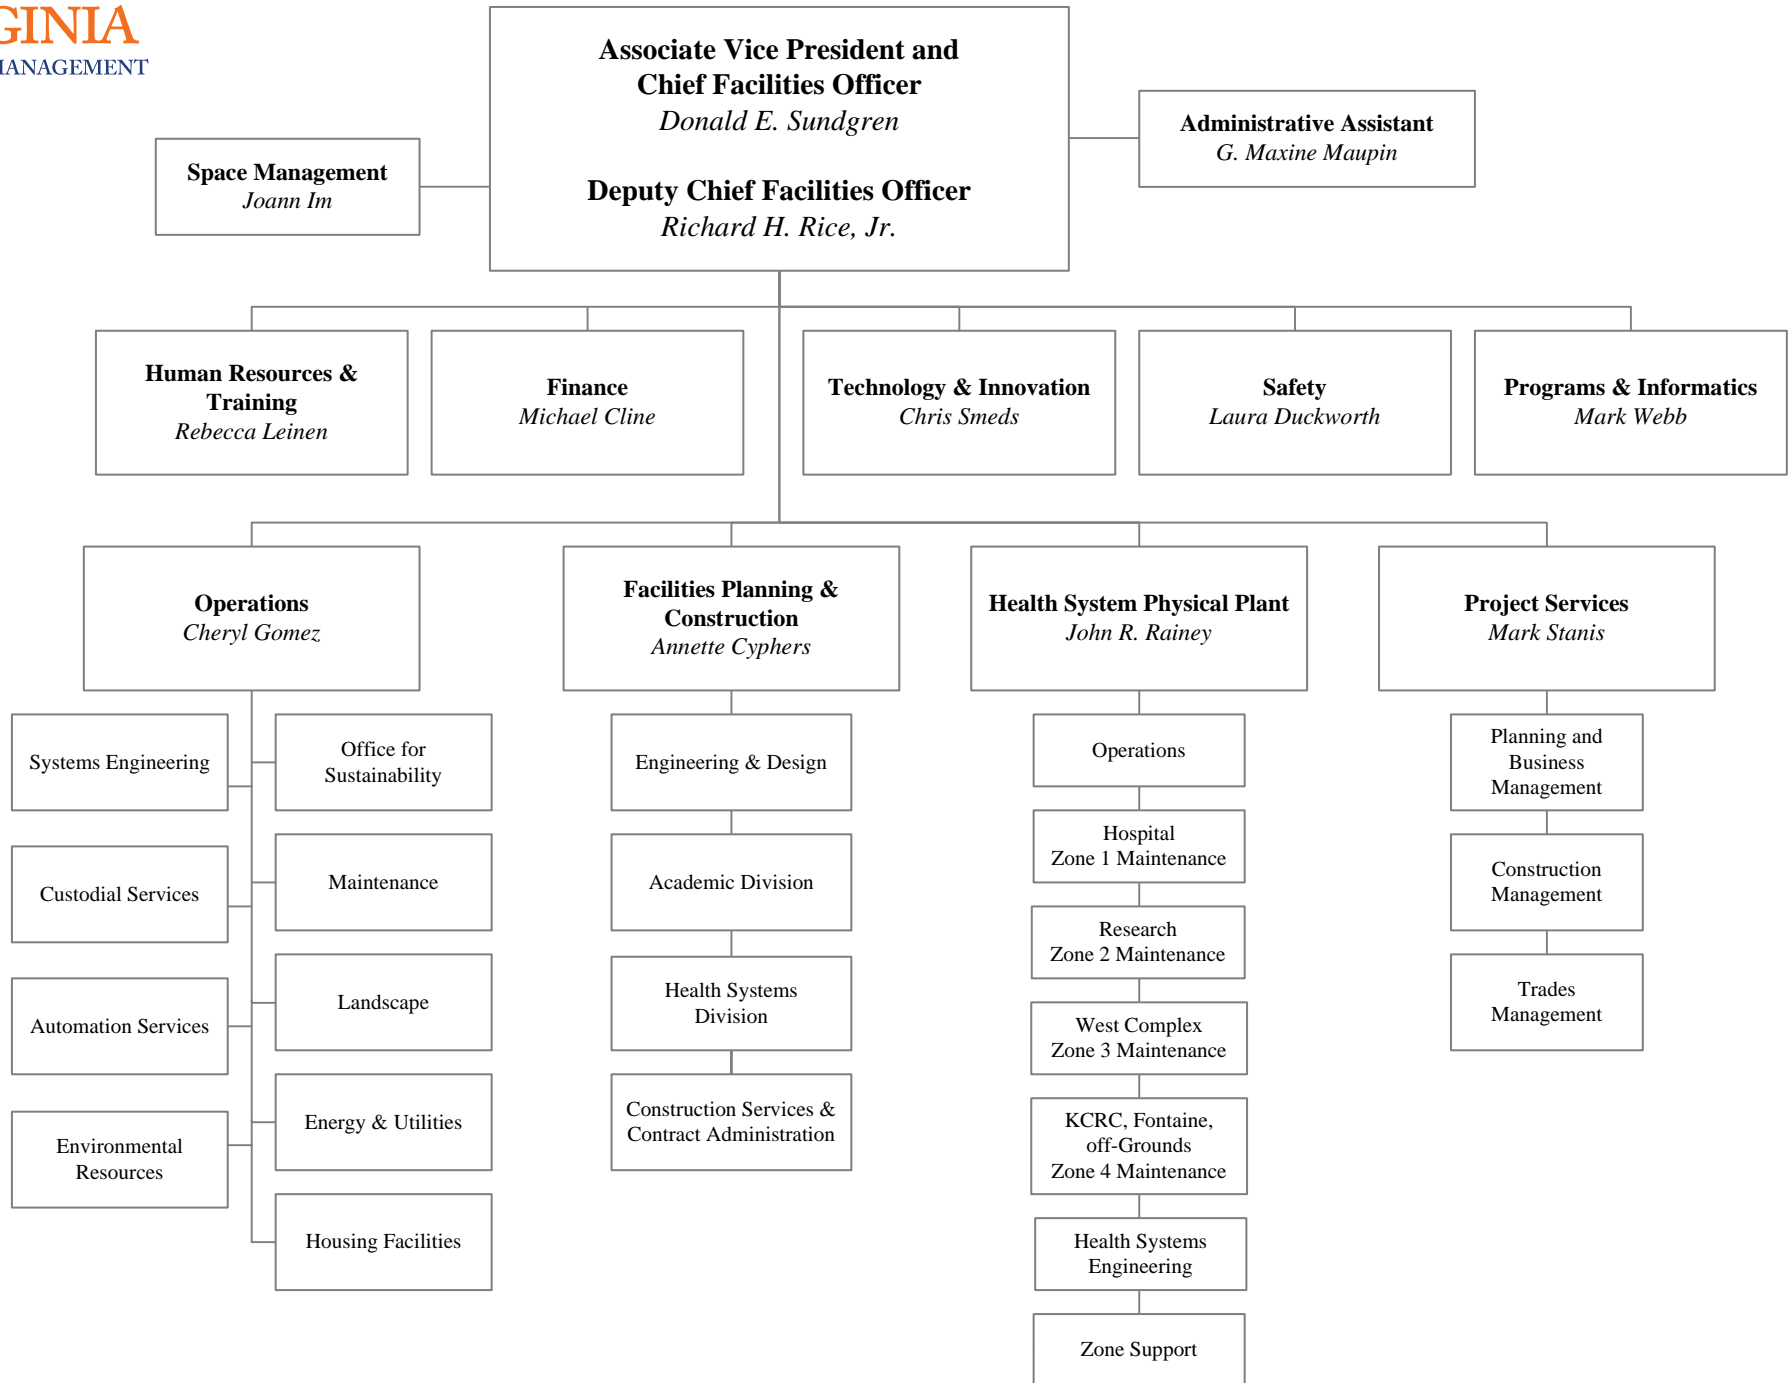 GINIA
MANAGEMENT
Associate Vice President and
Chief Facilities Officer
Donald E. Sundgren
Deputy Chief Facilities Officer
Richard H. Rice, Jr.
Administrative Assistant
G. Maxine Maupin
Space Management
Joann Im
Human Resources &
Training
Rebecca Leinen
Finance
Michael Cline
Technology & Innovation
Chris Smeds
Safety
Laura Duckworth
Programs & Informatics
Mark Webb
Operations
Cheryl Gomez
Facilities Planning &
Construction
Annette Cyphers
Health System Physical Plant
John R. Rainey
Project Services
Mark Stanis
Systems Engineering
Custodial Services
Automation Services
Environmental
Resources
Office for
Sustainability
Maintenance
Landscape
Energy & Utilities
Housing Facilities
Engineering & Design
Academic Division
Health Systems
Division
Construction Services &
Contract Administration
Operations
Hospital
Zone 1 Maintenance
Research
Zone 2 Maintenance
West Complex
Zone 3 Maintenance
KCRC, Fontaine,
off-Grounds
Zone 4 Maintenance
Health Systems
Engineering
Zone Support
Planning and
Business
Management
Construction
Management
Trades
Management